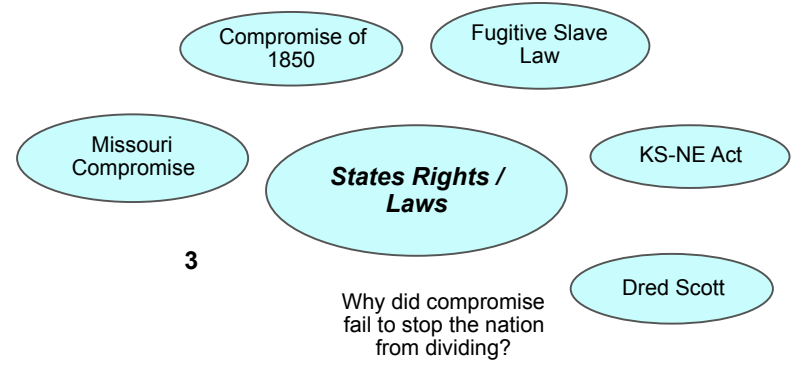 Compromise of
1850
Fugitive Slave
Law
Missouri
Compromise
States Rights /
Laws
KS-NE Act
3
Dred Scott
Why did compromise
fail to stop the nation
from dividing?